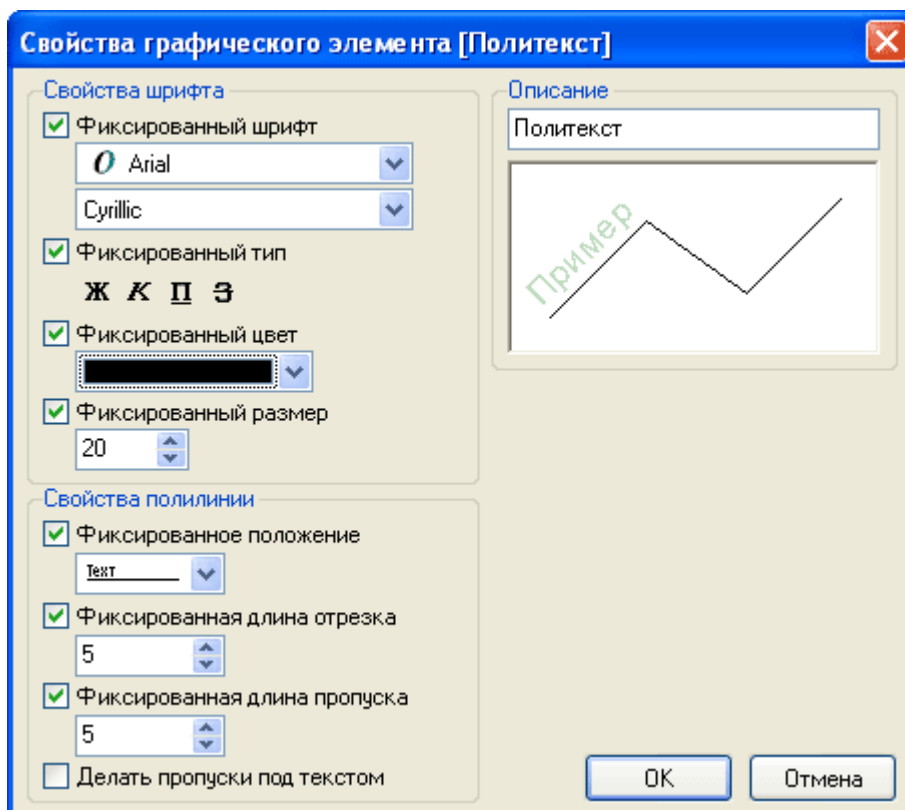 Свойства графического элемента [Политекст]
Свойства шрифта
Фиксированный шрифт
O Arial
Cyrillic
Фиксированный тип
Ж К П З
Фиксированный цвет
Фиксированный размер
20
Свойства полилинии
Фиксированное положение
Text
Фиксированная длина отрезка
5
Фиксированная длина пропуска
5
Делать пропуски под текстом
Описание
Политекст
Пример
OK
Отмена